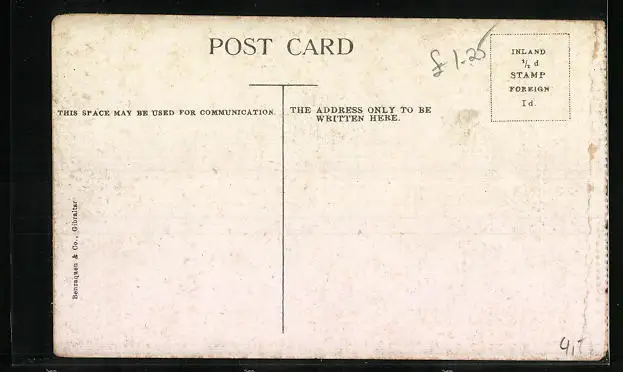 POST CARD
£1-25
INLAND
½ d
STAMP
FOREIGN
1d.
THIS SPACE MAY BE USED FOR COMMUNICATION.
THE ADDRESS ONLY TO BE
WRITTEN HERE.
Benzaquen & Co., Gibraltar